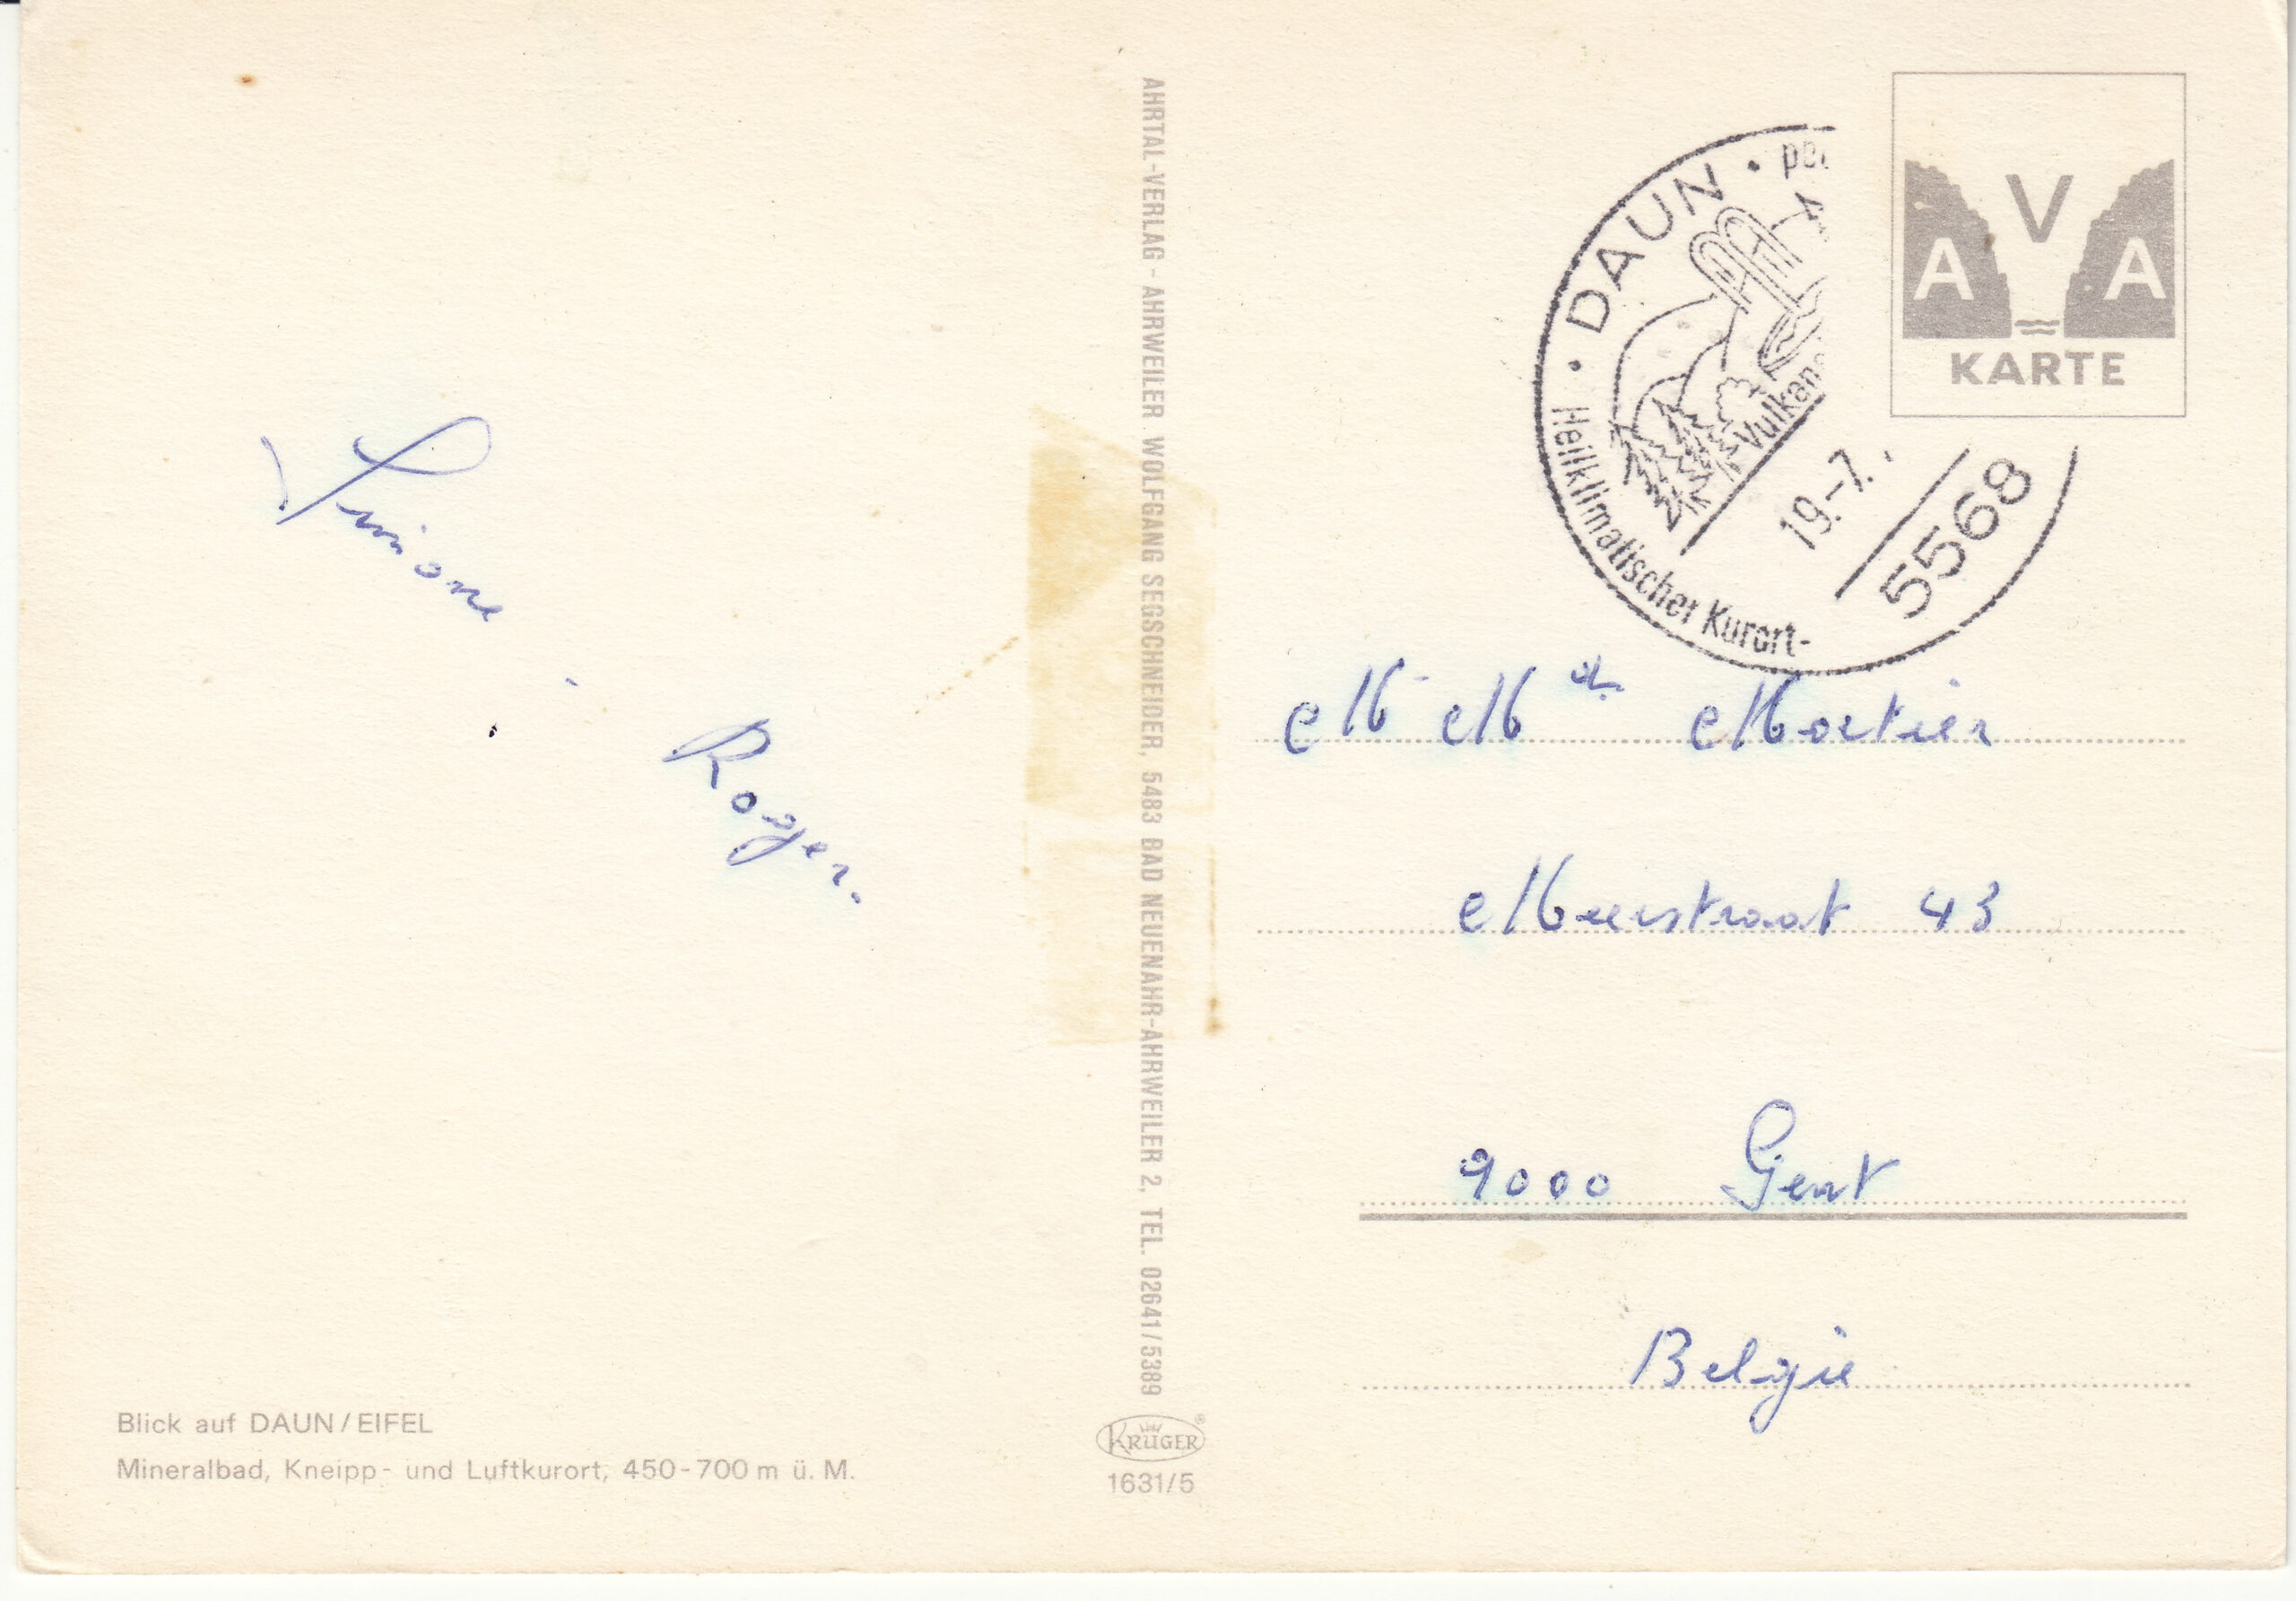 Simone - Roger.
Blick auf DAUN/EIFEL
Mineralbad, Kneipp- und Luftkurort, 450-700 m ü. M.
AHRTAL-VERLAG - AHRWEILER WOLFGANG SEGSCHNEIDER, 5483 BAD NEUENAHR-AHRWEILER 2, TEL. 02641/5389
KRÜGER
1631/5
· DAUN ·
Vulkan
19.-7.
5568
Heilklimatischer Kurort-
AVA
KARTE
M M Mortier
Meerstraat 43
9000 Gent
Belgie